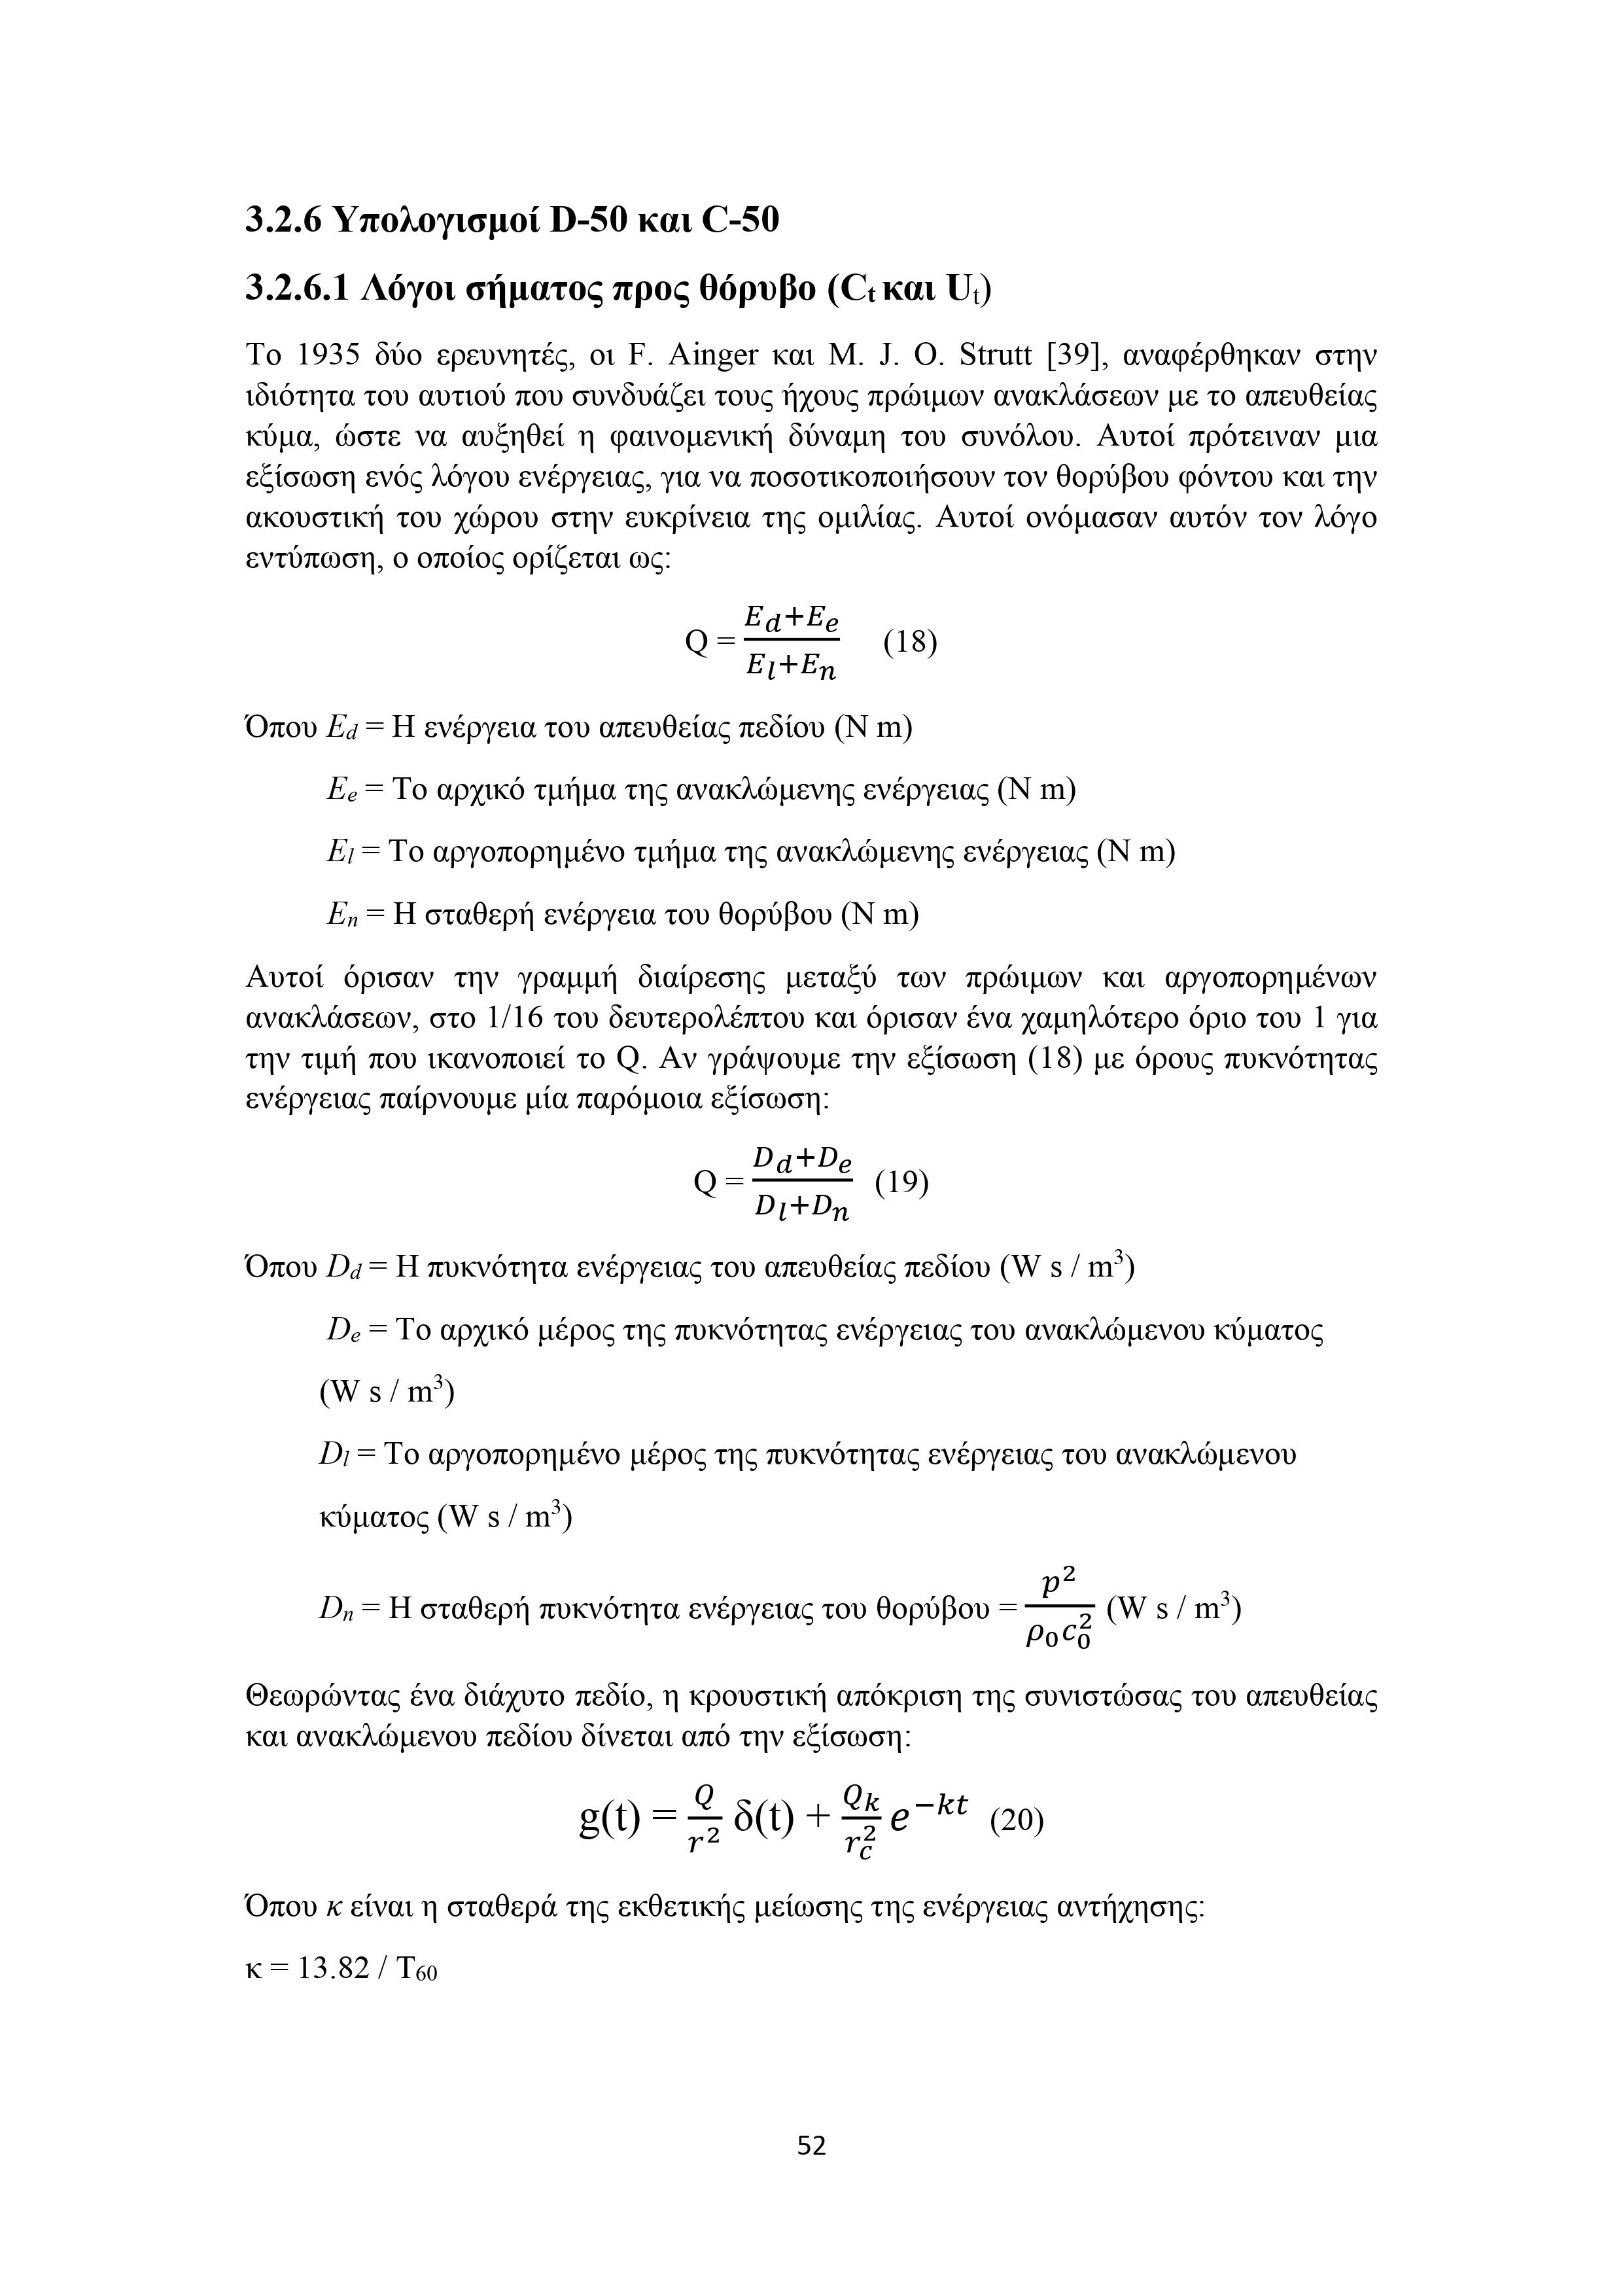 3.2.6 Υπολογισμοί D-50 και C-50
3.2.6.1 Λόγοι σήματος προς θόρυβο (Cₜ και Uₜ)
Το 1935 δύο ερευνητές, οι F. Ainger και M. J. O. Strutt [39], αναφέρθηκαν στην
ιδιότητα του αυτιού που συνδυάζει τους ήχους πρώιμων ανακλάσεων με το απευθείας
κύμα, ώστε να αυξηθεί η φαινομενική δύναμη του συνόλου. Αυτοί πρότειναν μια
εξίσωση ενός λόγου ενέργειας, για να ποσοτικοποιήσουν τον θορύβου φόντου και την
ακουστική του χώρου στην ευκρίνεια της ομιλίας. Αυτοί ονόμασαν αυτόν τον λόγο
εντύπωση, ο οποίος ορίζεται ως:
Q = \frac{E_d+E_e}{E_l+E_n} (18)
Όπου E_d = Η ενέργεια του απευθείας πεδίου (N m)
E_e = Το αρχικό τμήμα της ανακλώμενης ενέργειας (N m)
E_l = Το αργοπορημένο τμήμα της ανακλώμενης ενέργειας (N m)
E_n = Η σταθερή ενέργεια του θορύβου (N m)
Αυτοί όρισαν την γραμμή διαίρεσης μεταξύ των πρώιμων και αργοπορημένων
ανακλάσεων, στο 1/16 του δευτερολέπτου και όρισαν ένα χαμηλότερο όριο του 1 για
την τιμή που ικανοποιεί το Q. Αν γράψουμε την εξίσωση (18) με όρους πυκνότητας
ενέργειας παίρνουμε μία παρόμοια εξίσωση:
Q = \frac{D_d+D_e}{D_l+D_n} (19)
Όπου D_d = Η πυκνότητα ενέργειας του απευθείας πεδίου (W s / m³)
D_e = Το αρχικό μέρος της πυκνότητας ενέργειας του ανακλώμενου κύματος
(W s / m³)
D_l = Το αργοπορημένο μέρος της πυκνότητας ενέργειας του ανακλώμενου
κύματος (W s / m³)
D_n = Η σταθερή πυκνότητα ενέργειας του θορύβου = \frac{p^2}{\rho_0 c_0^2} (W s / m³)
Θεωρώντας ένα διάχυτο πεδίο, η κρουστική απόκριση της συνιστώσας του απευθείας
και ανακλώμενου πεδίου δίνεται από την εξίσωση:
g(t) = \frac{Q}{r^2} δ(t) + \frac{Q_k}{r_c^2} e^{-kt} (20)
Όπου κ είναι η σταθερά της εκθετικής μείωσης της ενέργειας αντήχησης:
κ = 13.82 / T₆₀
52